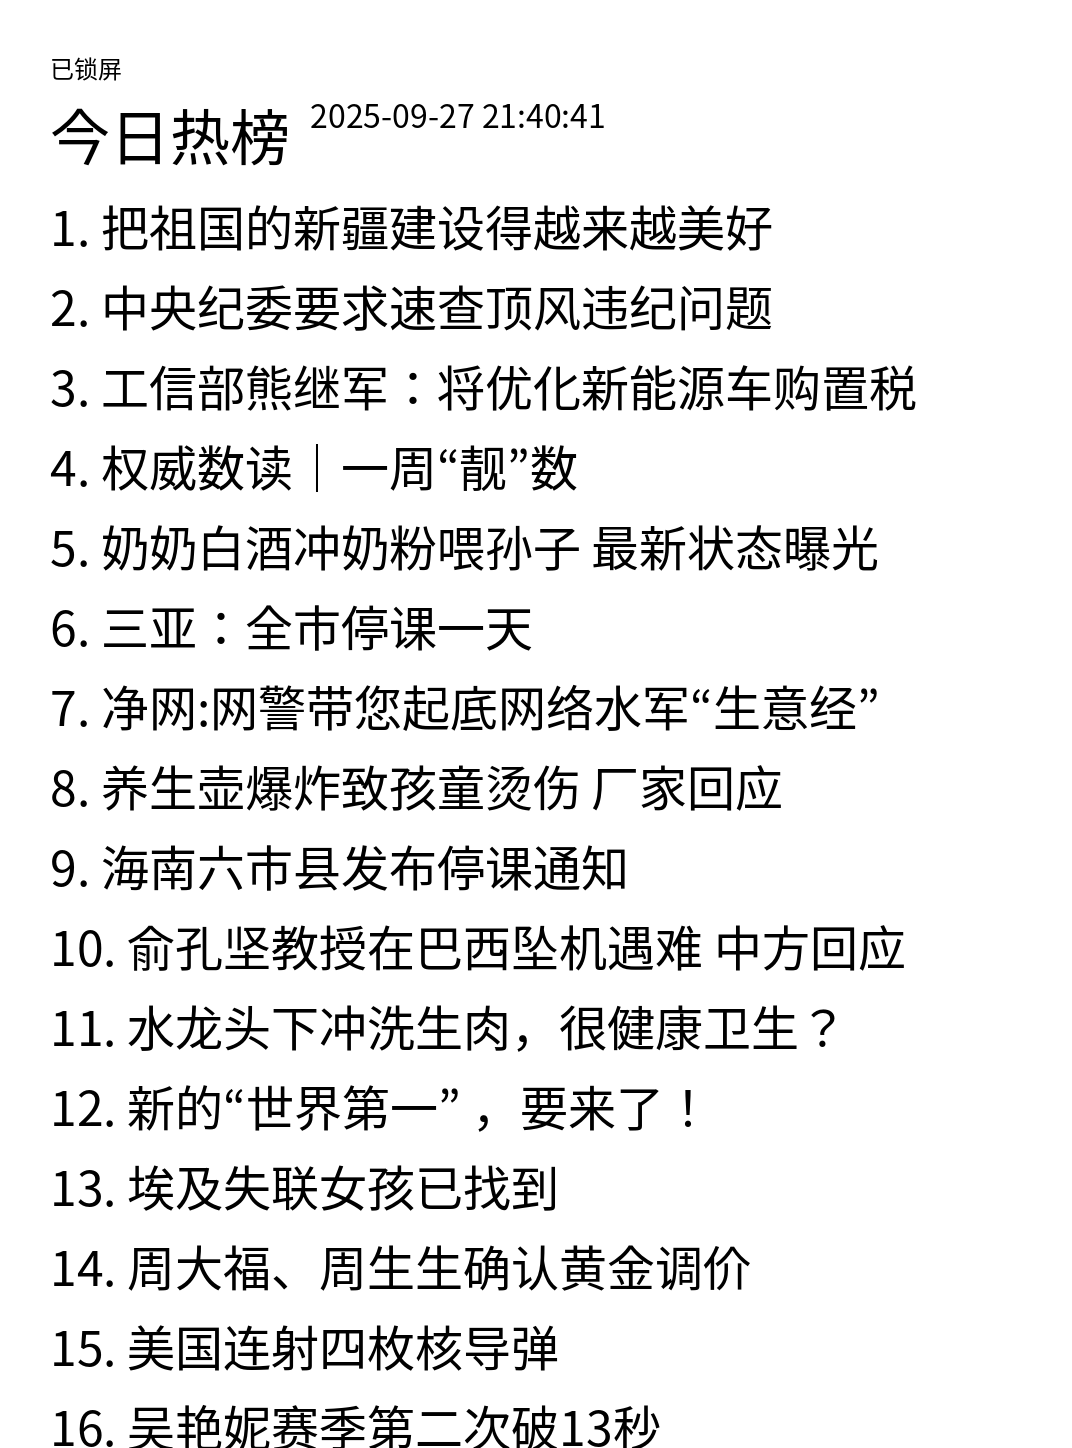 已锁屏
今日热榜 2025-09-27 21:40:41
1. 把祖国的新疆建设得越来越美好
2. 中央纪委要求速查顶风违纪问题
3. 工信部熊继军：将优化新能源车购置税
4. 权威数读｜一周“靓”数
5. 奶奶白酒冲奶粉喂孙子 最新状态曝光
6. 三亚：全市停课一天
7. 净网:网警带您起底网络水军“生意经”
8. 养生壶爆炸致孩童烫伤 厂家回应
9. 海南六市县发布停课通知
10. 俞孔坚教授在巴西坠机遇难 中方回应
11. 水龙头下冲洗生肉，很健康卫生？
12. 新的“世界第一” ，要来了！
13. 埃及失联女孩已找到
14. 周大福、周生生确认黄金调价
15. 美国连射四枚核导弹
16. 吴艳妮赛季第二次破13秒